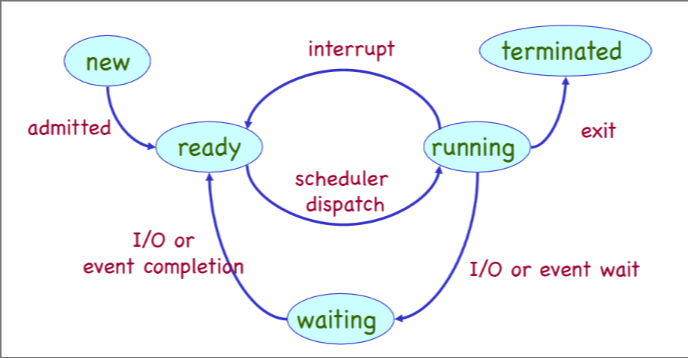 interrupt
terminated
new
admitted
exit
ready
running
scheduler
dispatch
I/O or
event completion
I/O or event wait
waiting